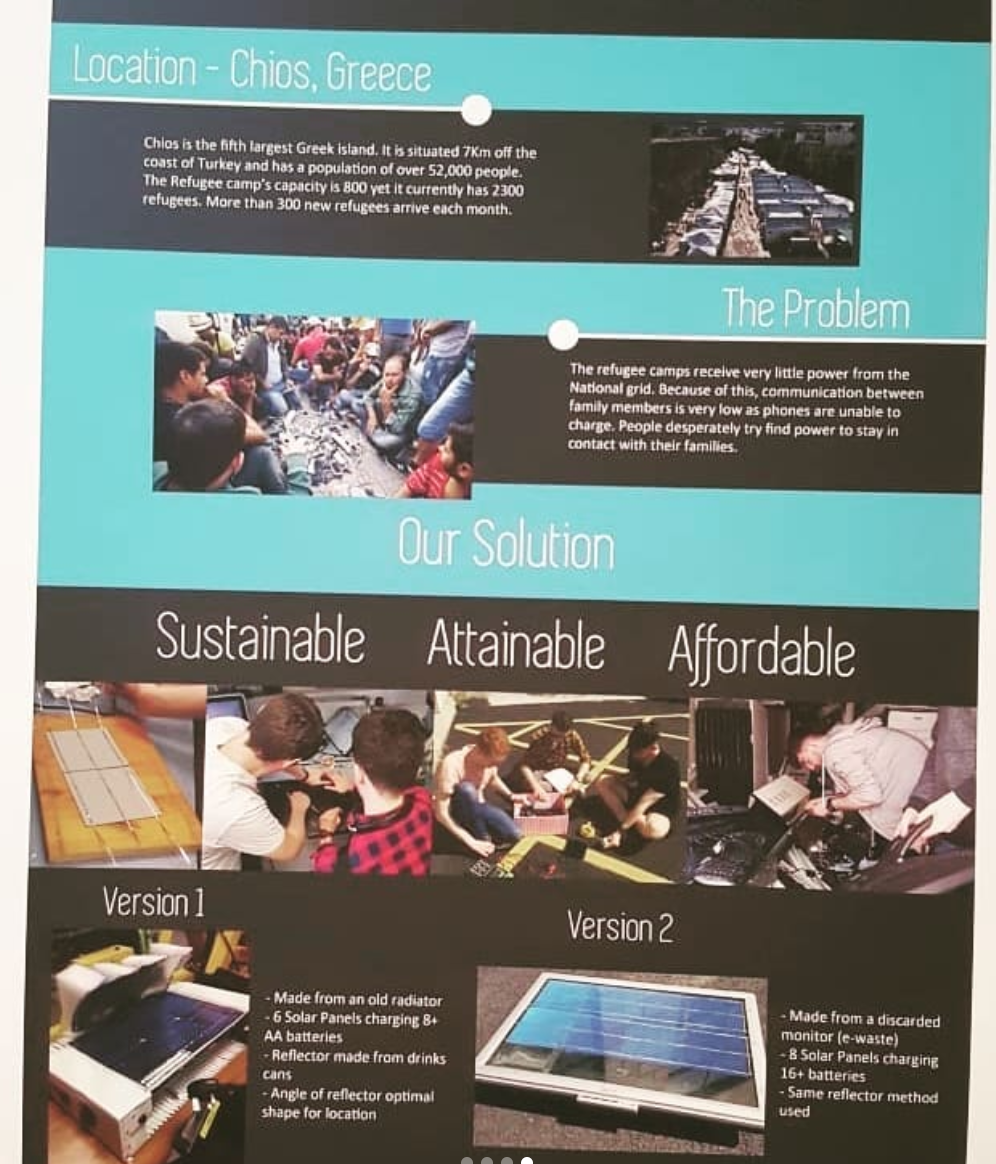 Location - Chios, Greece
Chios is the fifth largest Greek island. It is situated 7Km off the
coast of Turkey and has a population of over 52,000 people.
The Refugee camp's capacity is 800 yet it currently has 2300
refugees. More than 300 new refugees arrive each month.
The Problem
The refugee camps receive very little power from the
National grid. Because of this, communication between
family members is very low as phones are unable to
charge. People desperately try find power to stay in
contact with their families.
Our Solution
Sustainable Attainable Affordable
Version 1
- Made from an old radiator
- 6 Solar Panels charging 8+
AA batteries
- Reflector made from drinks
cans
- Angle of reflector optimal
shape for location
Version 2
- Made from a discarded
monitor (e-waste)
- 8 Solar Panels charging
16+ batteries
- Same reflector method
used